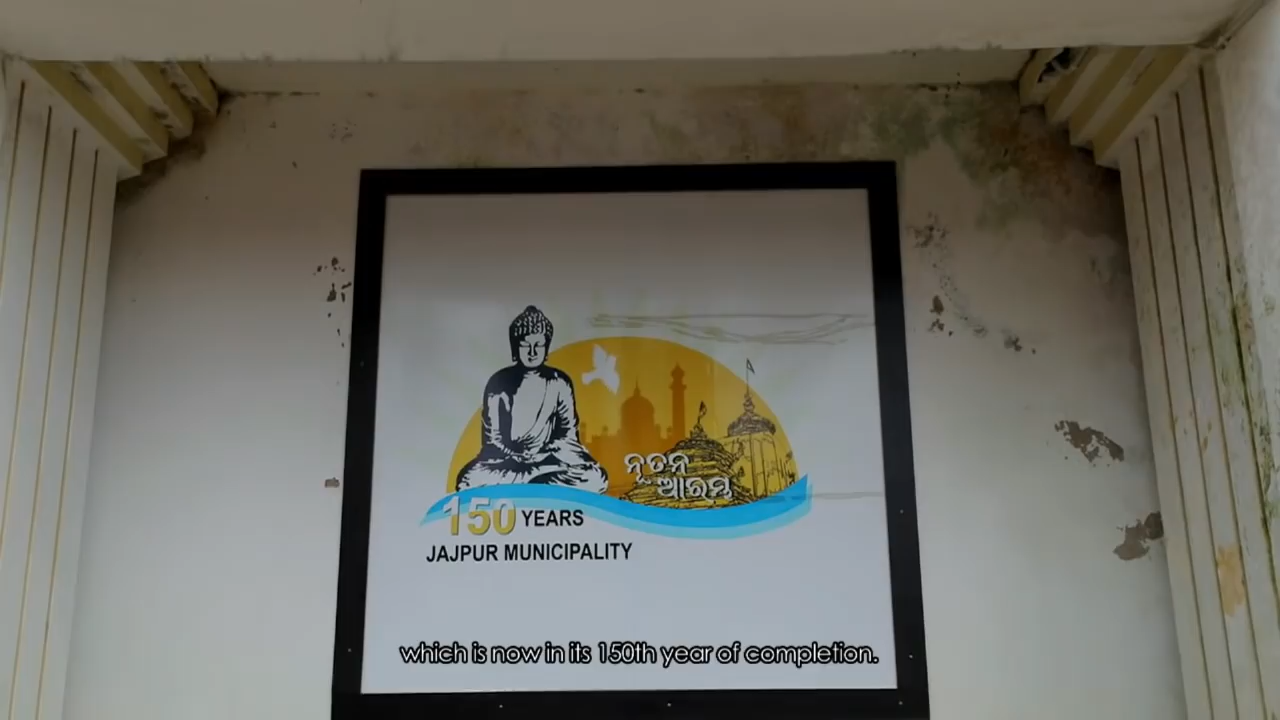 ନୂତନ
ଆରମ୍ଭ
150 YEARS
JAJPUR MUNICIPALITY
which is now in its 150th year of completion.